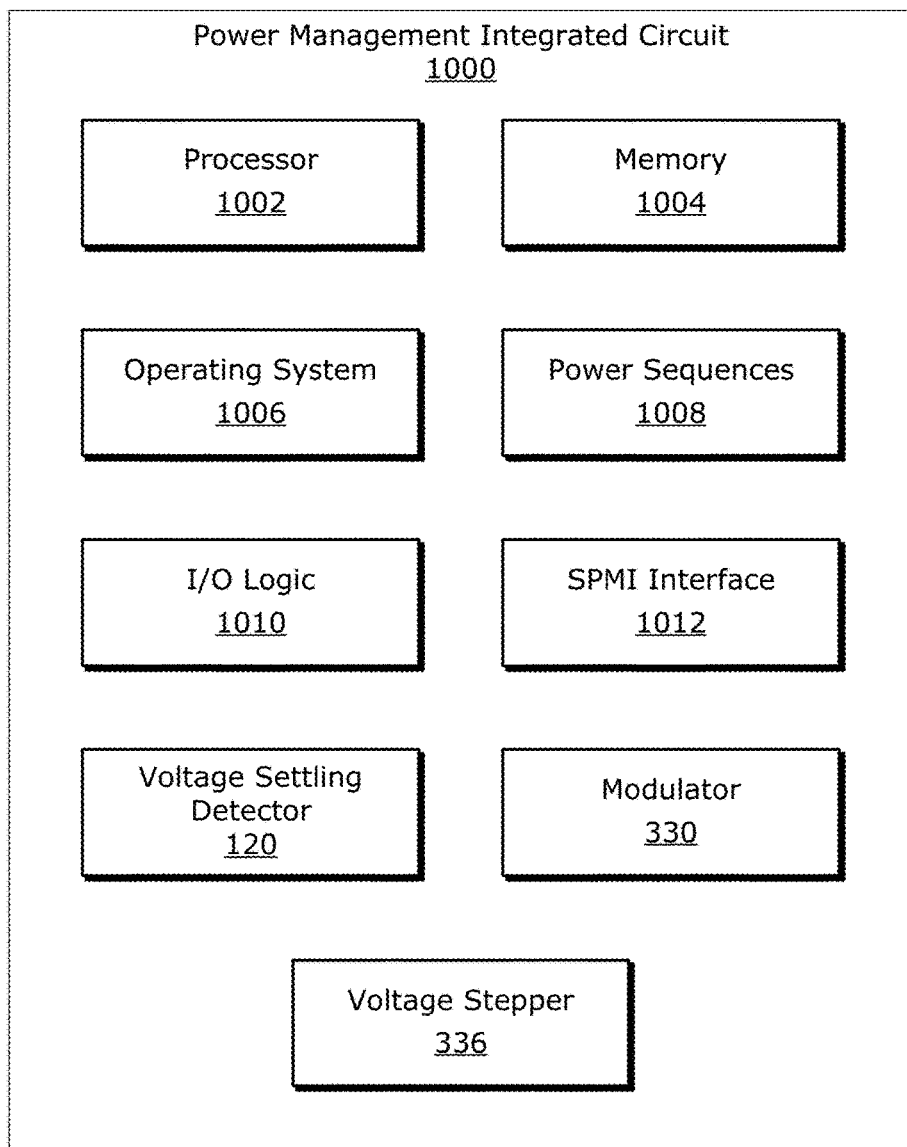 Power Management Integrated Circuit
1000
Processor
1002
Memory
1004
Operating System
1006
Power Sequences
1008
I/O Logic
1010
SPMI Interface
1012
Voltage Settling
Detector
120
Modulator
330
Voltage Stepper
336